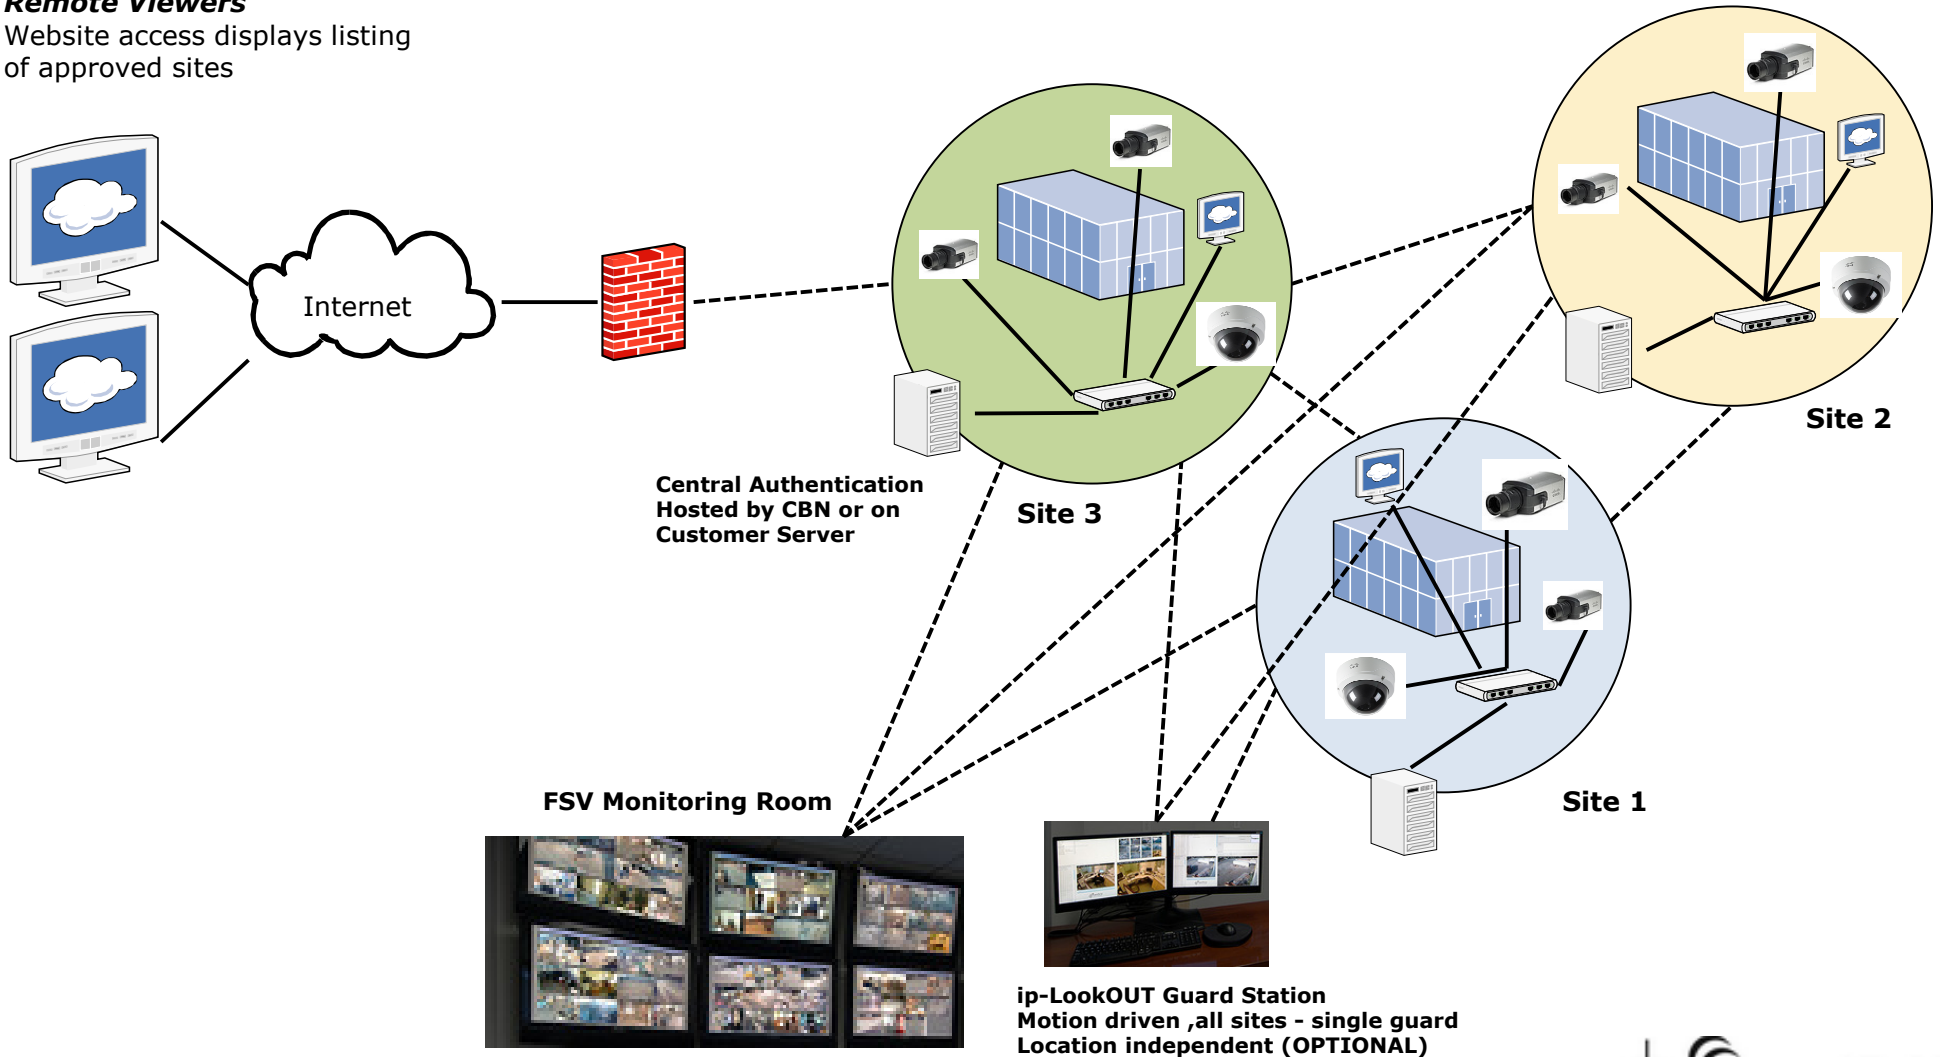 Remote Viewers
Website access displays listing
of approved sites
Internet
Site 2
Central Authentication
Hosted by CBN or on
Customer Server
Site 3
FSV Monitoring Room
Site 1
ip-LookOUT Guard Station
Motion driven ,all sites - single guard
Location independent (OPTIONAL)